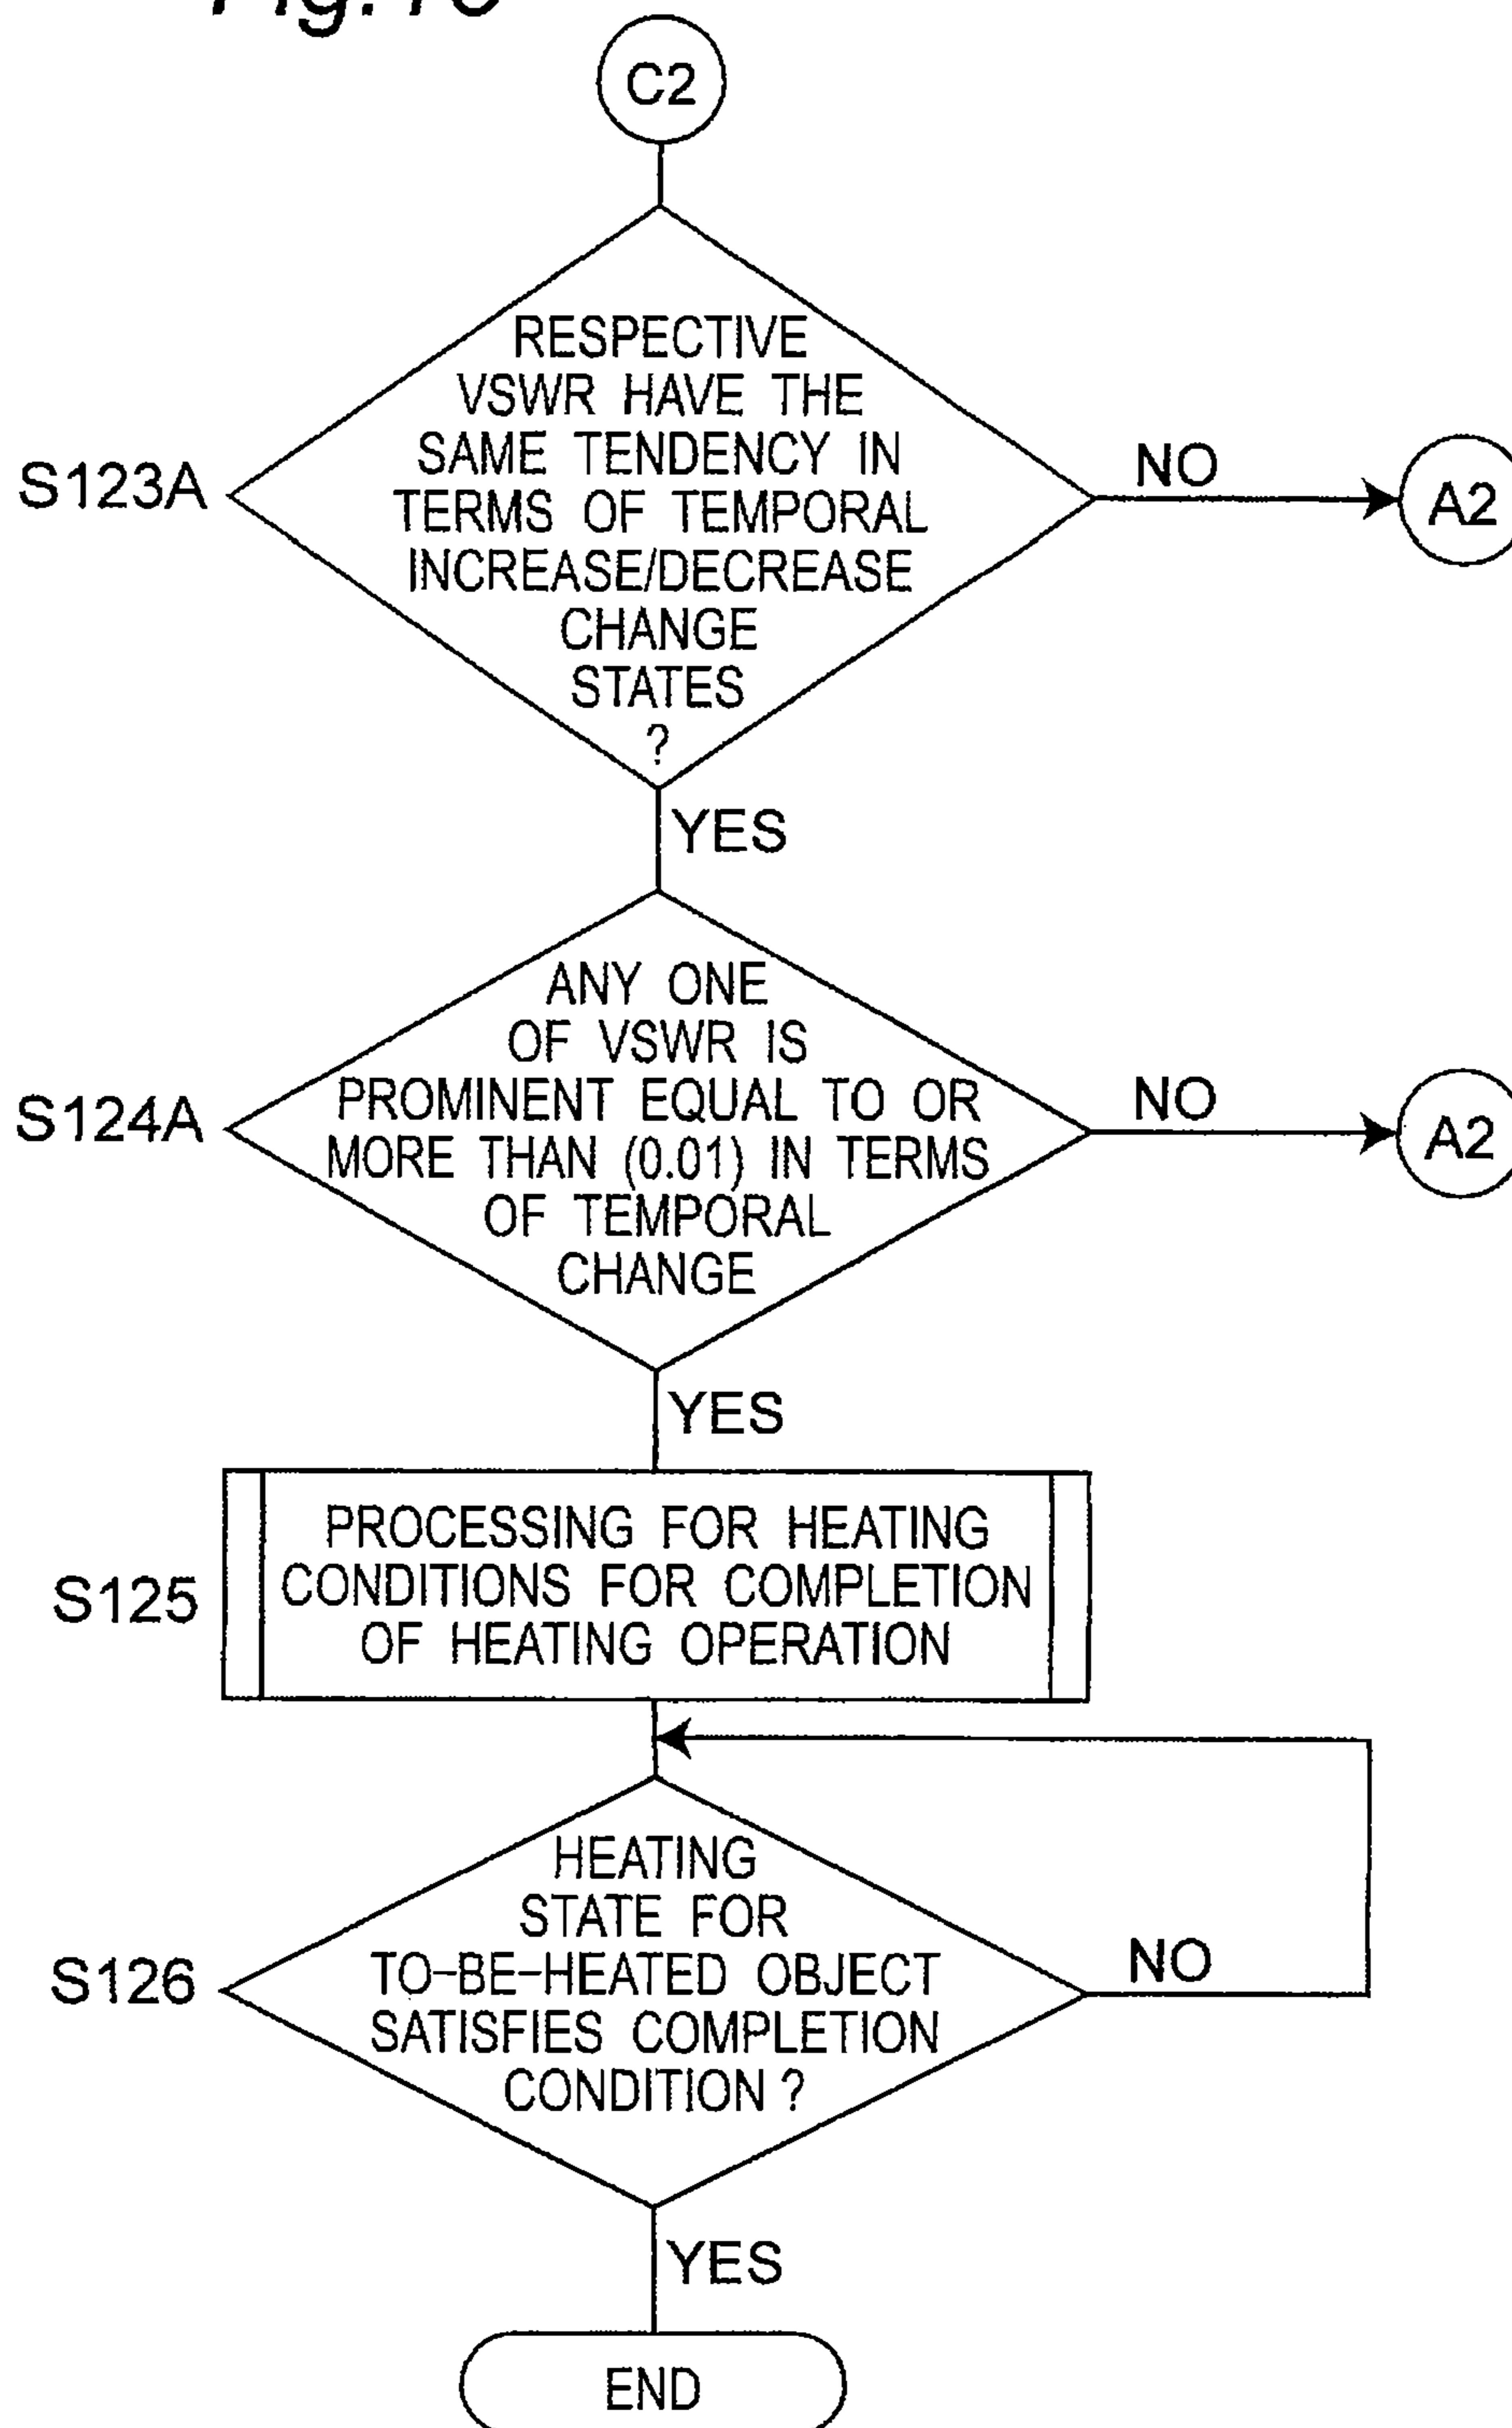 C2
RESPECTIVE
VSWR HAVE THE
SAME TENDENCY IN
TERMS OF TEMPORAL
INCREASE/DECREASE
CHANGE
STATES
?
S123A
NO
A2
YES
ANY ONE
OF VSWR IS
PROMINENT EQUAL TO OR
MORE THAN (0.01) IN TERMS
OF TEMPORAL
CHANGE
S124A
NO
A2
YES
PROCESSING FOR HEATING
CONDITIONS FOR COMPLETION
OF HEATING OPERATION
S125
HEATING
STATE FOR
TO-BE-HEATED OBJECT
SATISFIES COMPLETION
CONDITION ?
S126
NO
YES
END